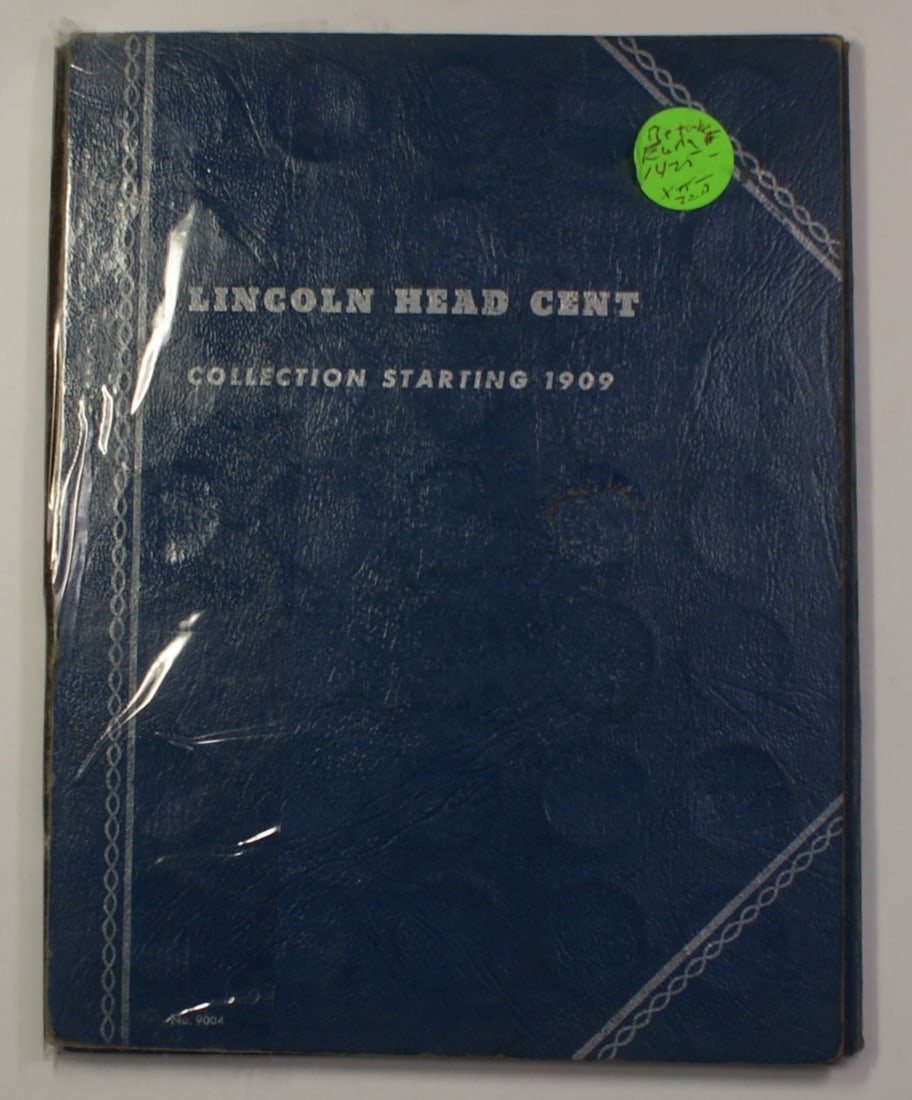 LINCOLN HEAD CENT
COLLECTION STARTING 1909
No. 9004